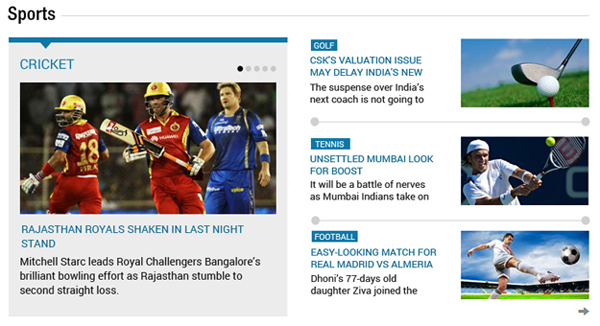 Sports
CRICKET
18
HUAWEI
RAJASTHAN ROYALS SHAKEN IN LAST NIGHT
STAND
Mitchell Starc leads Royal Challengers Bangalore's
brilliant bowling effort as Rajasthan stumble to
second straight loss.
GOLF
CSK'S VALUATION ISSUE
MAY DELAY INDIA'S NEW
The suspense over India's
next coach is not going to
TENNIS
UNSETTLED MUMBAI LOOK
FOR BOOST
It will be a battle of nerves
as Mumbai Indians take on
FOOTBALL
EASY-LOOKING MATCH FOR
REAL MADRID VS ALMERIA
Dhoni's 77-days old
daughter Ziva joined the